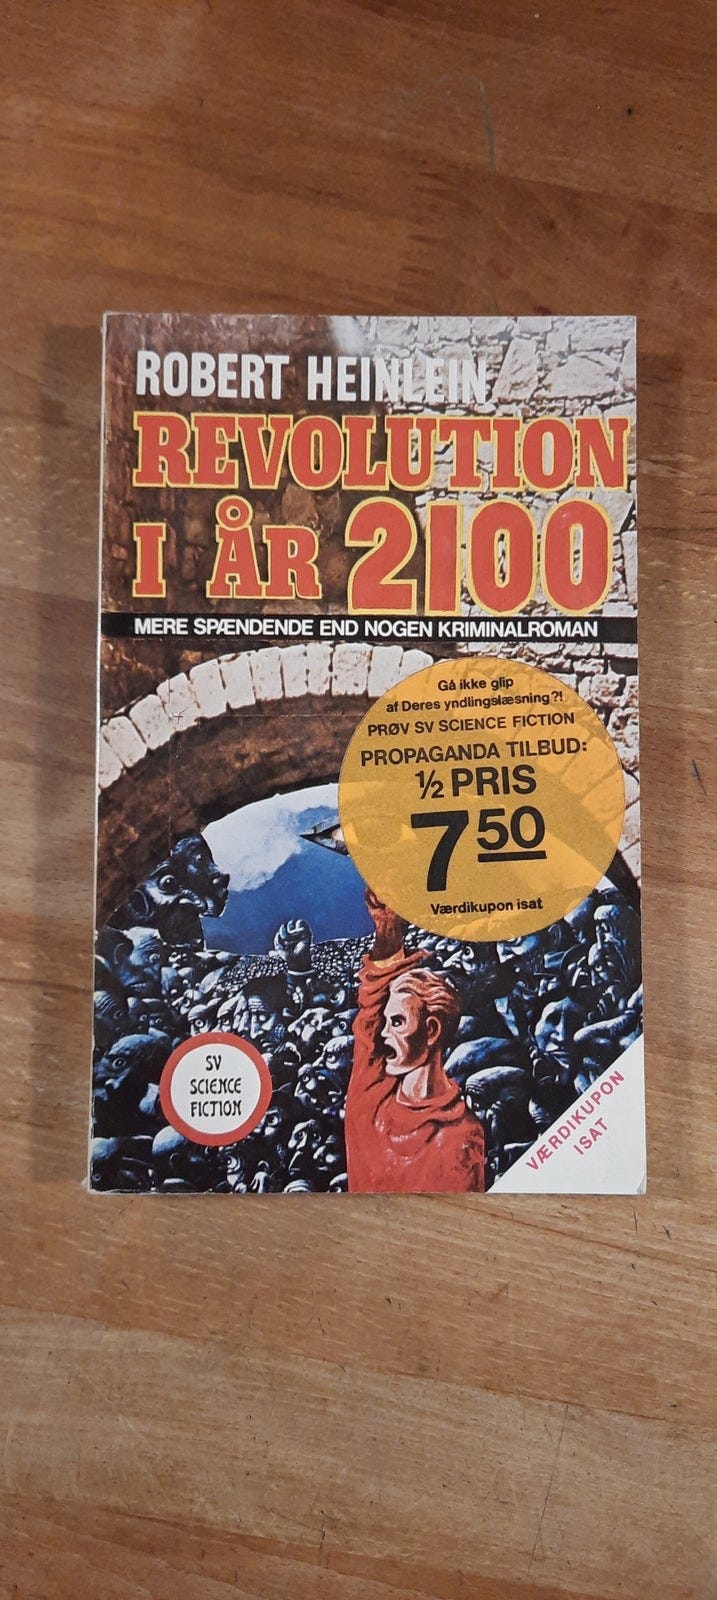 ROBERT HEINLEIN
REVOLUTION
I ÅR 2100
MERE SPÆNDENDE END NOGEN KRIMINALROMAN
Gå ikke glip
af Deres yndlingslæsning?!
PRØV SV SCIENCE FICTION
PROPAGANDA TILBUD:
½ PRIS
7 50
Værdikupon isat
SV
SCIENCE
FICTION
VÆRDIKUPON
ISAT